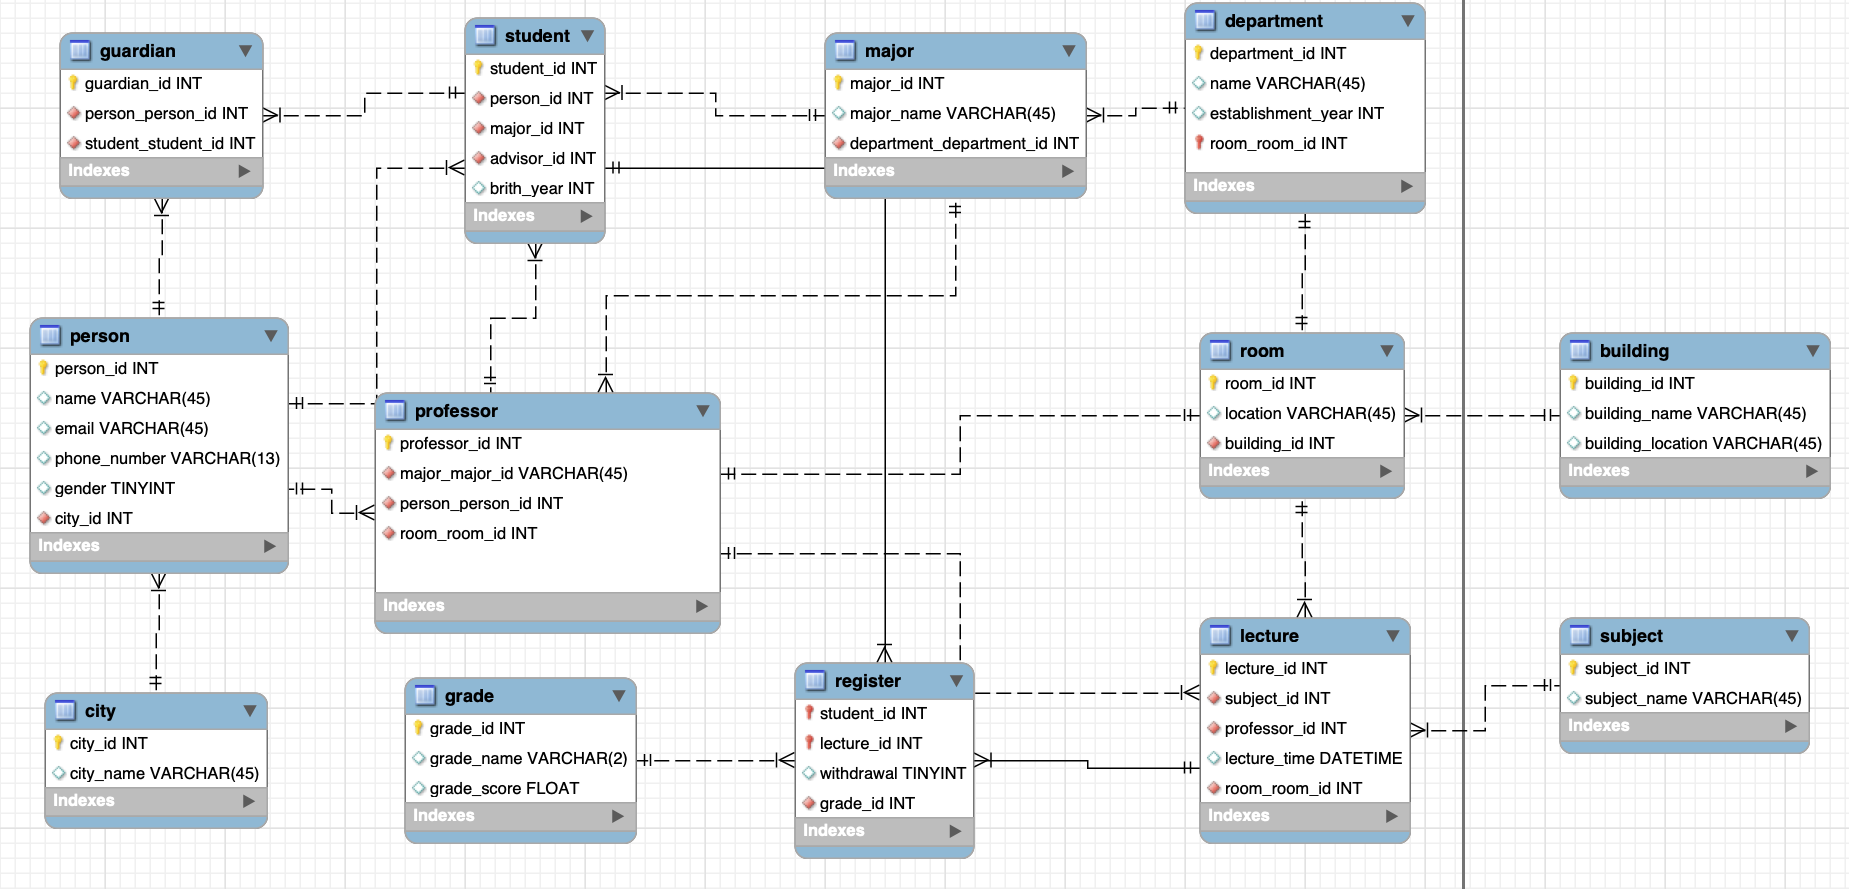 guardian
guardian_id INT
person_person_id INT
student_student_id INT
Indexes
student
student_id INT
person_id INT
major_id INT
advisor_id INT
brith_year INT
Indexes
major
major_id INT
major_name VARCHAR(45)
department_department_id INT
Indexes
department
department_id INT
name VARCHAR(45)
establishment_year INT
room_room_id INT
Indexes
person
person_id INT
name VARCHAR(45)
email VARCHAR(45)
phone_number VARCHAR(13)
gender TINYINT
city_id INT
Indexes
professor
professor_id INT
major_major_id VARCHAR(45)
person_person_id INT
room_room_id INT
Indexes
room
room_id INT
location VARCHAR(45)
building_id INT
Indexes
building
building_id INT
building_name VARCHAR(45)
building_location VARCHAR(45)
Indexes
city
city_id INT
city_name VARCHAR(45)
Indexes
grade
grade_id INT
grade_name VARCHAR(2)
grade_score FLOAT
Indexes
register
student_id INT
lecture_id INT
withdrawal TINYINT
grade_id INT
Indexes
lecture
lecture_id INT
subject_id INT
professor_id INT
lecture_time DATETIME
room_room_id INT
Indexes
subject
subject_id INT
subject_name VARCHAR(45)
Indexes